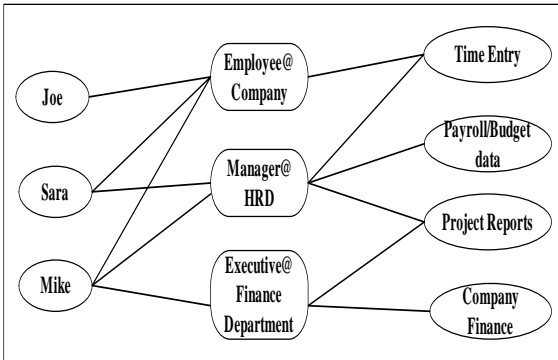 Joe
Sara
Mike
Employee@
Company
Manager@
HRD
Executive@
Finance
Department
Time Entry
Payroll/Budget
data
Project Reports
Company
Finance